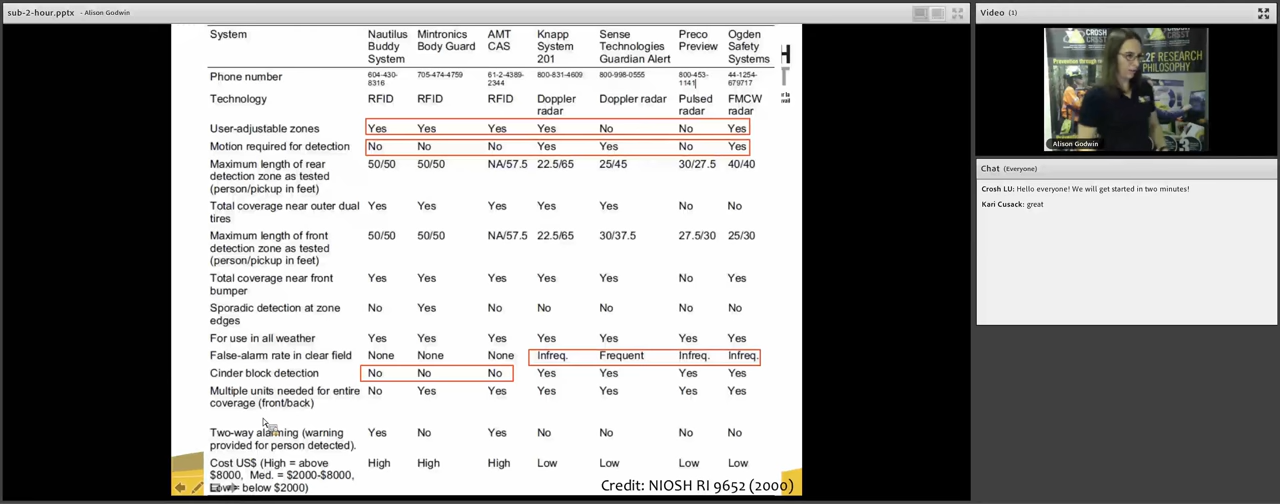 sub-2-hour.pptx - Alison Godwin
System Nautilus Mintronics AMT Knapp Sense Preco Ogden
Buddy Body Guard CAS System Technologies Preview Safety
System 201 Guardian Alert Systems
Phone number 604-430- 705-474-4759 61-2-4389- 800-831-4609 800-998-0555 800-453- 44-1254-
8316 2344 1141 679717
Technology RFID RFID RFID Doppler Doppler radar Pulsed FMCW
radar radar radar
User-adjustable zones Yes Yes Yes Yes No No Yes
Motion required for detection No No No Yes Yes No Yes
Maximum length of rear 50/50 50/50 NA/57.5 22.5/65 25/45 30/27.5 40/40
detection zone as tested
(person/pickup in feet)
Total coverage near outer dual Yes Yes Yes Yes Yes No No
tires
Maximum length of front 50/50 50/50 NA/57.5 22.5/65 30/37.5 27.5/30 25/30
detection zone as tested
(person/pickup in feet)
Total coverage near front Yes Yes Yes Yes Yes No Yes
bumper
Sporadic detection at zone No Yes No No No No No
edges
For use in all weather Yes Yes Yes Yes Yes Yes Yes
False-alarm rate in clear field None None None Infreq. Frequent Infreq. Infreq.
Cinder block detection No No No Yes Yes Yes Yes
Multiple units needed for entire No Yes Yes Yes Yes Yes Yes
coverage (front/back)
Two-way alarming (warning Yes No Yes No No No No
provided for person detected).
Cost US$ (High = above High High High Low Low Low Low
$8000, Med. = $2000-$8000,
Low = below $2000)
Credit: NIOSH RI 9652 (2000)
Video (1)
CROSH
CREST
RESEARCH
PHILOSOPHY
Alison Godwin
Chat (Everyone)
Crosh LU: Hello everyone! We will get started in two minutes!
Kari Cusack: great